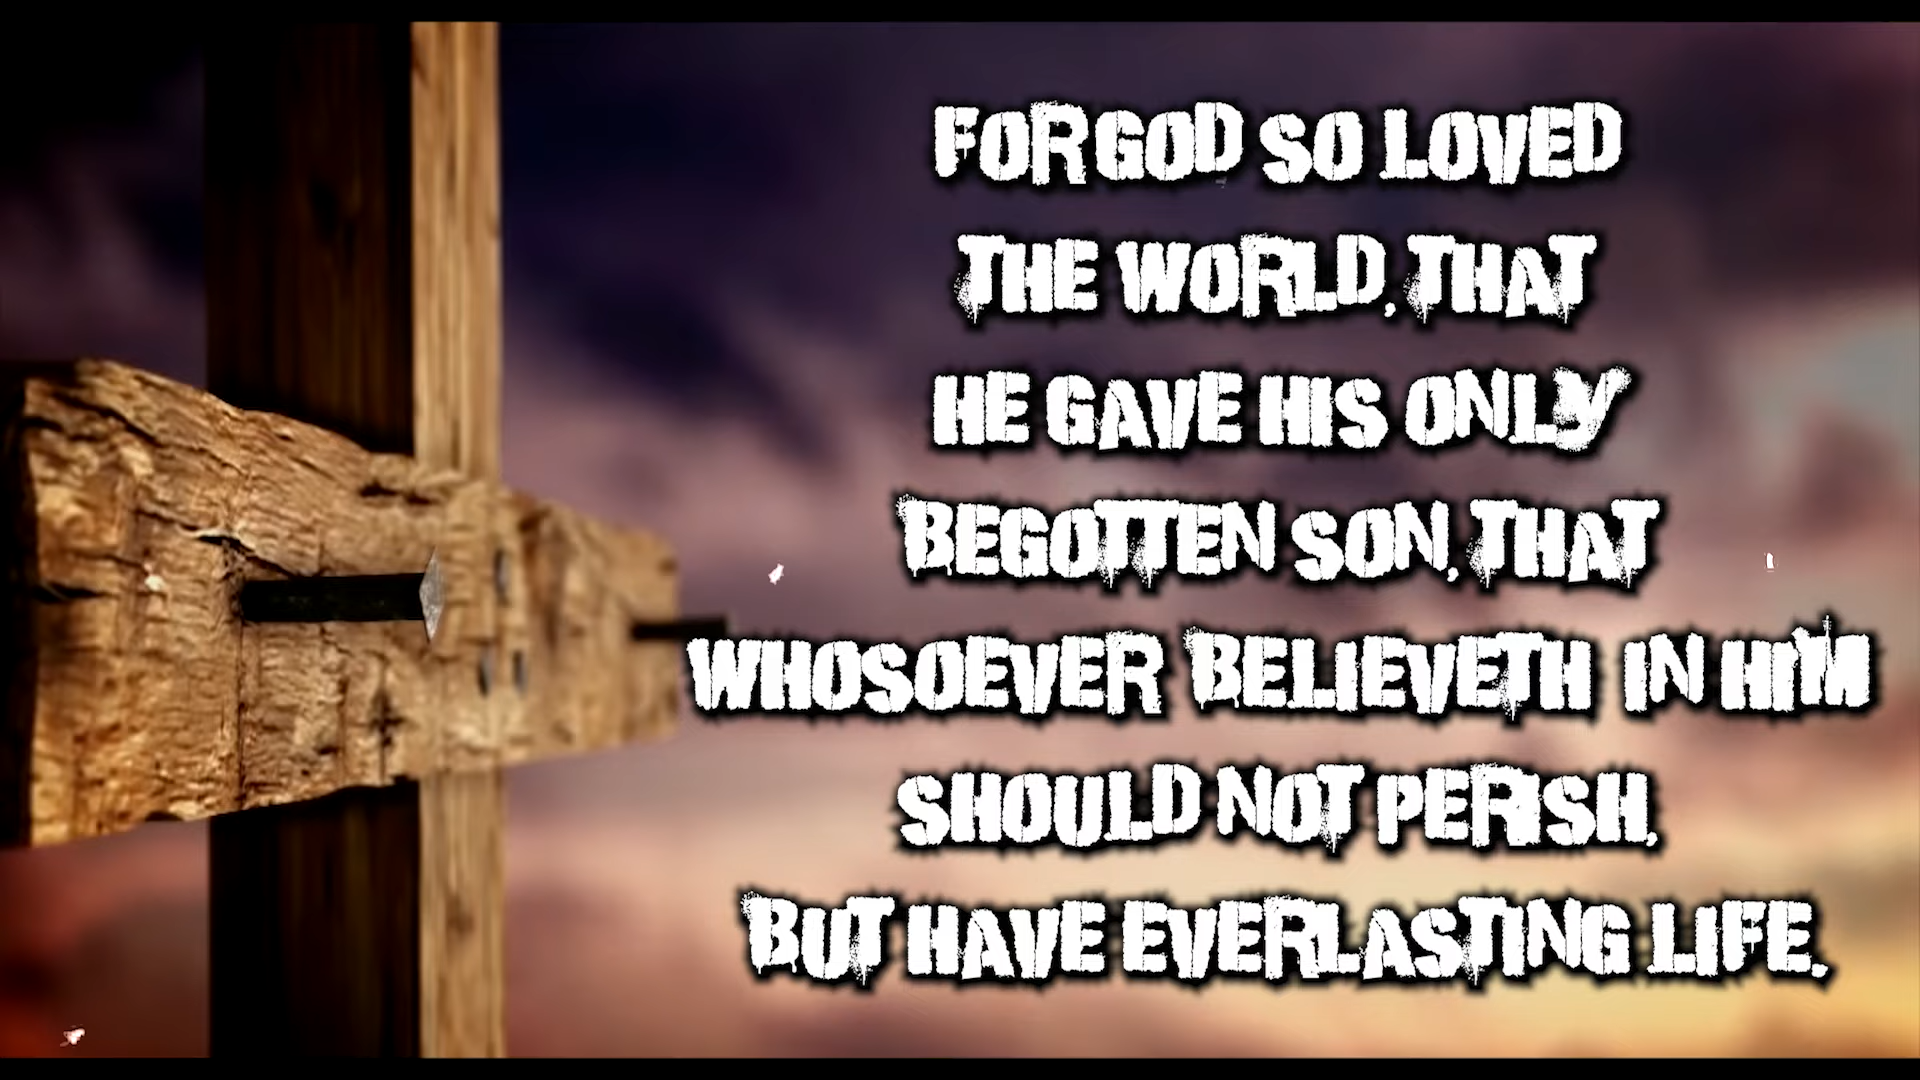 FOR GOD SO LOVED
THE WORLD, THAT
HE GAVE HIS ONLY
BEGOTTEN SON, THAT
WHOSOEVER BELIEVETH IN HIM
SHOULD NOT PERISH,
BUT HAVE EVERLASTING LIFE.